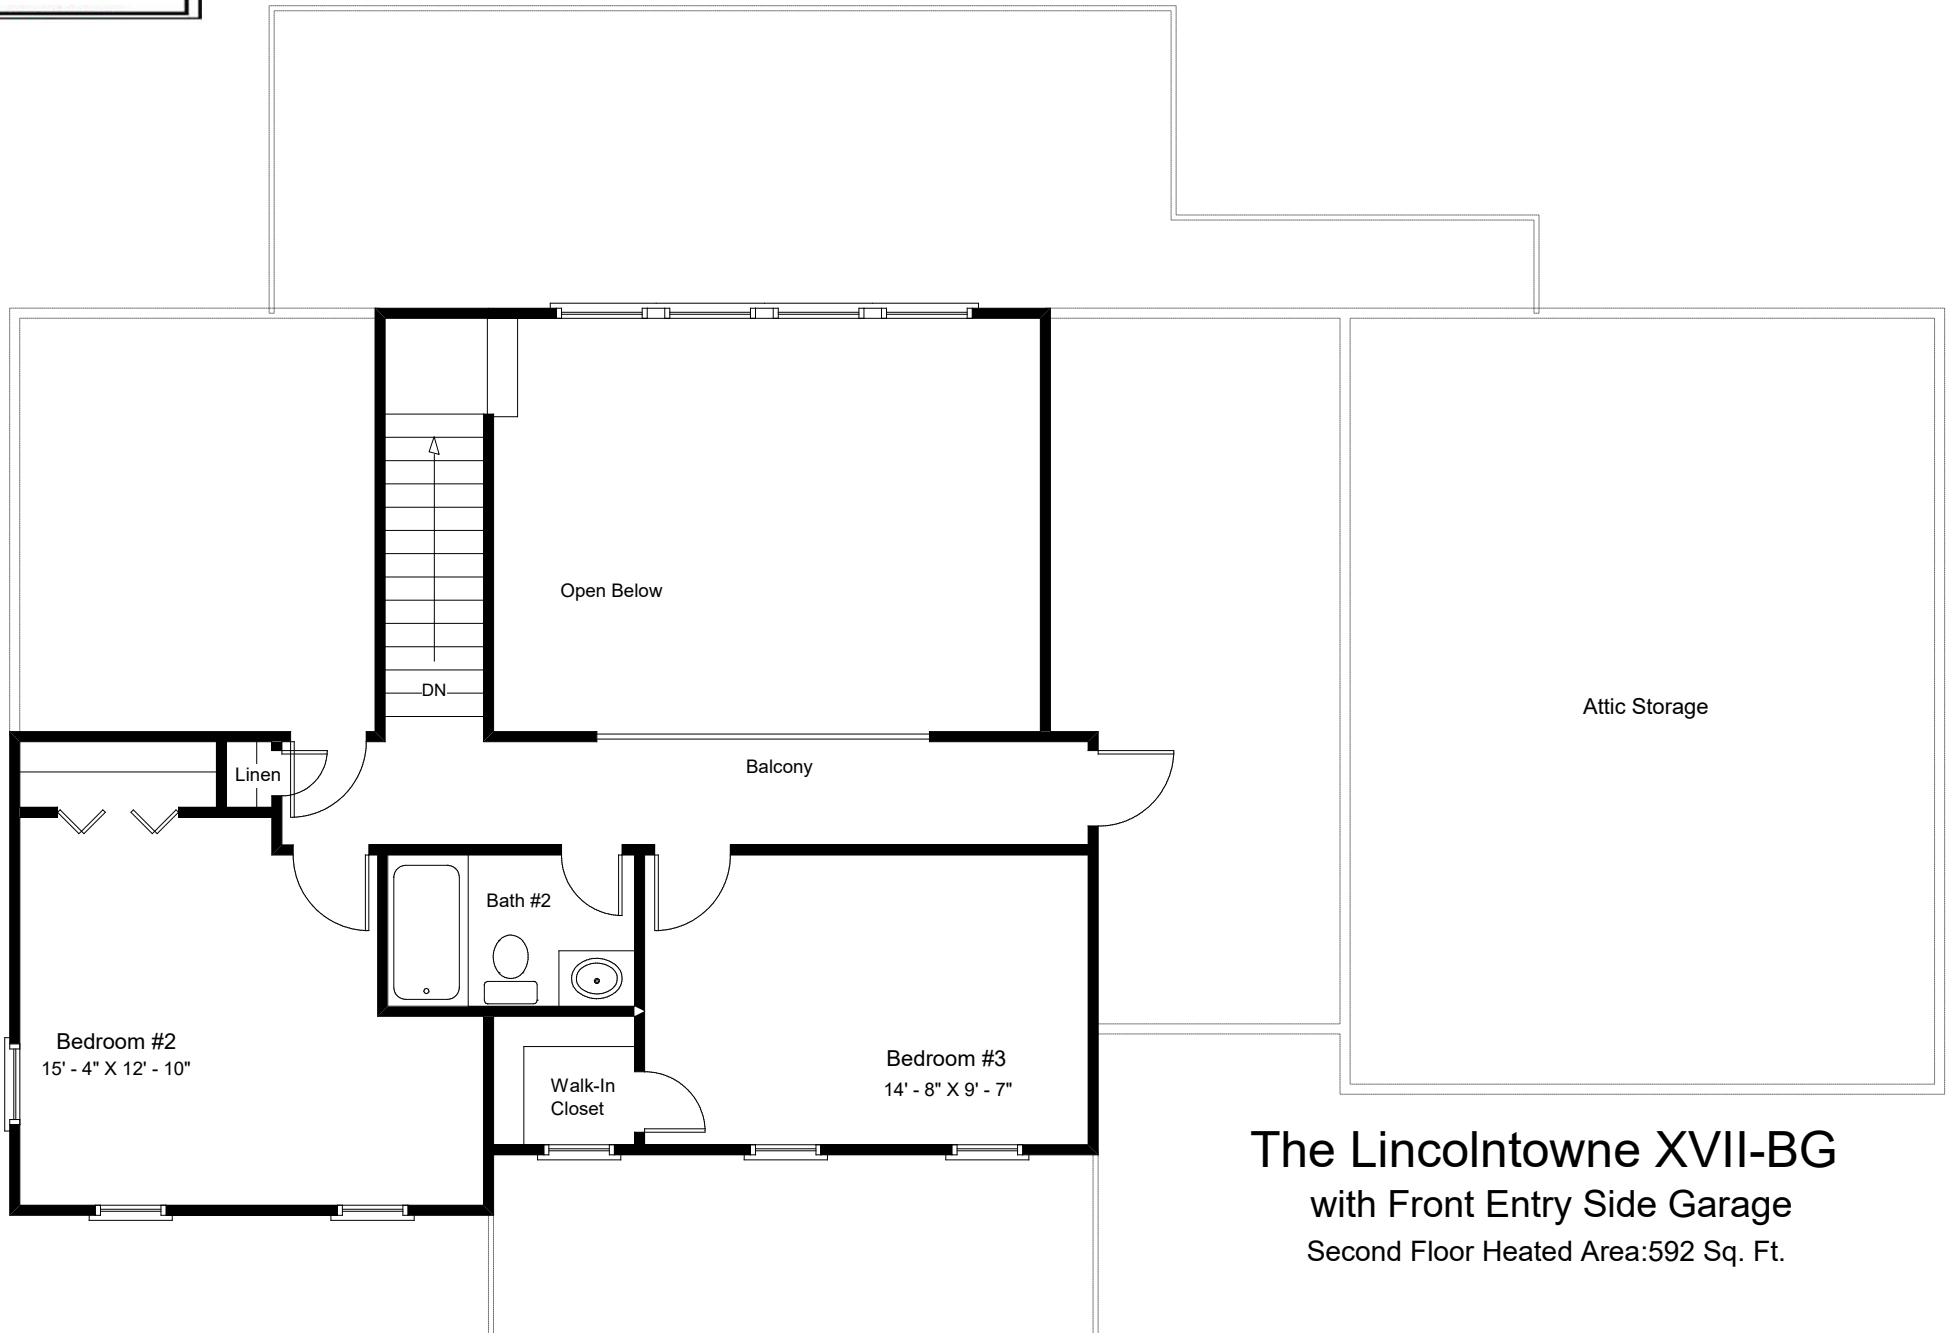 Open Below
DN
Attic Storage
Balcony
Linen
Bath #2
Bedroom #2
15' - 4" X 12' - 10"
Walk-In
Closet
Bedroom #3
14' - 8" X 9' - 7"
The Lincolntowne XVII-BG
with Front Entry Side Garage
Second Floor Heated Area:592 Sq. Ft.